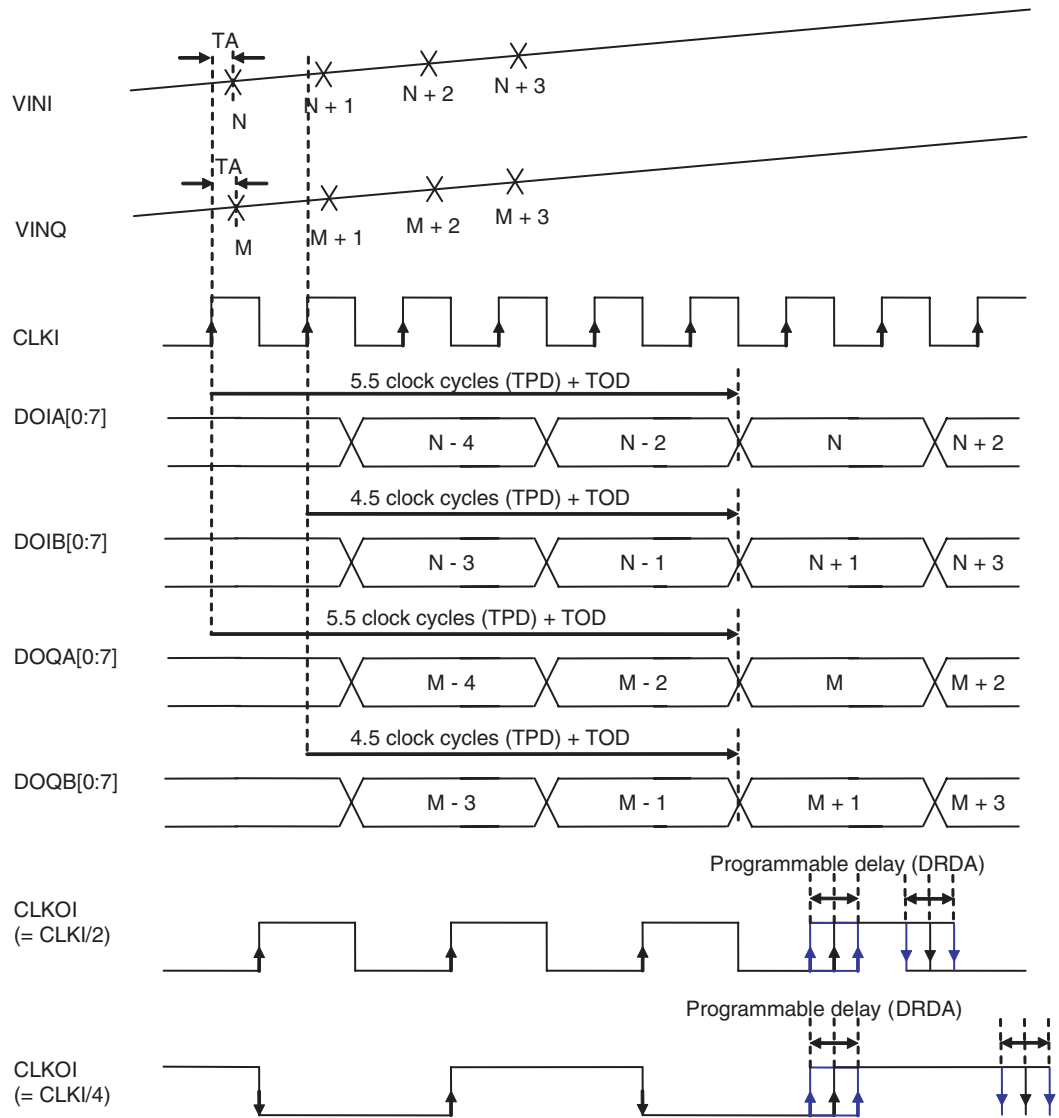 TA
VINI
N
N + 1
N + 2
N + 3
TA
VINQ
M
M + 1
M + 2
M + 3
CLKI
5.5 clock cycles (TPD) + TOD
DOIA[0:7]
N - 4
N - 2
N
N + 2
4.5 clock cycles (TPD) + TOD
DOIB[0:7]
N - 3
N - 1
N + 1
N + 3
5.5 clock cycles (TPD) + TOD
DOQA[0:7]
M - 4
M - 2
M
M + 2
4.5 clock cycles (TPD) + TOD
DOQB[0:7]
M - 3
M - 1
M + 1
M + 3
Programmable delay (DRDA)
CLKOI
(= CLKI/2)
Programmable delay (DRDA)
CLKOI
(= CLKI/4)